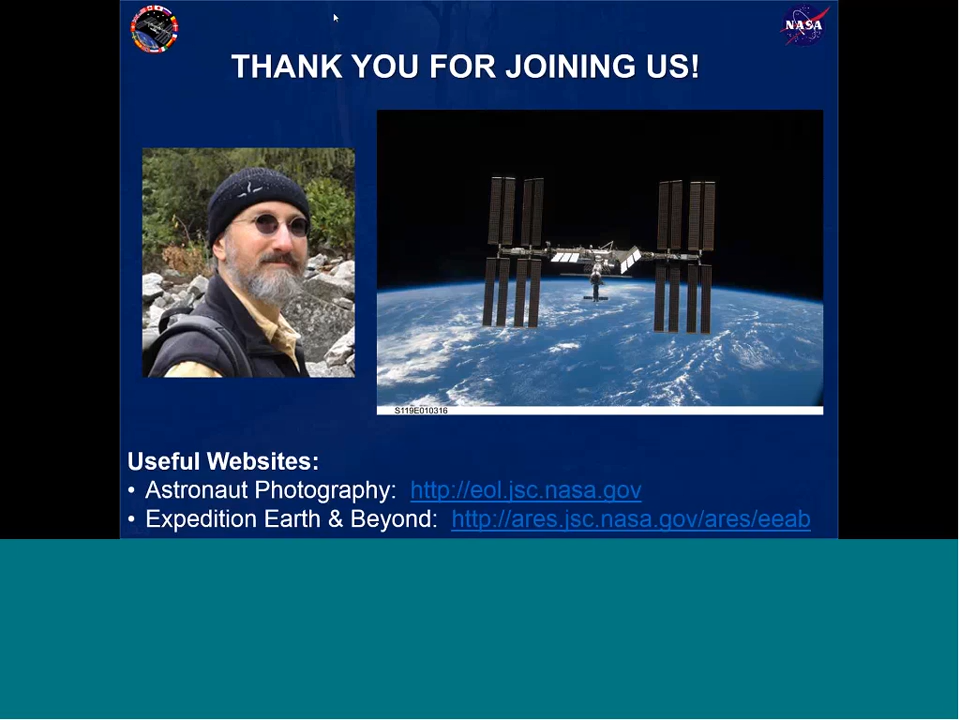 NASA
THANK YOU FOR JOINING US!
S119E010316
Useful Websites:
• Astronaut Photography: http://eol.jsc.nasa.gov
• Expedition Earth & Beyond: http://ares.jsc.nasa.gov/ares/eeab